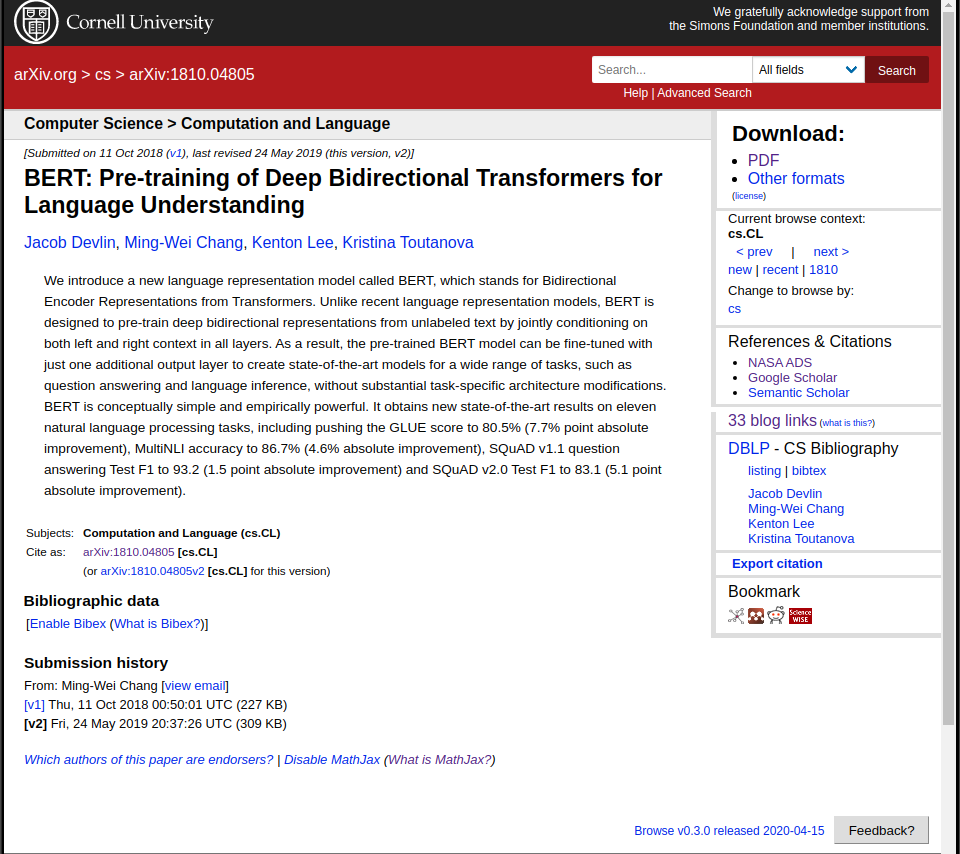 Cornell University
We gratefully acknowledge support from
the Simons Foundation and member institutions.
arXiv.org > cs > arXiv:1810.04805
Search...
All fields
Search
Help | Advanced Search
Computer Science > Computation and Language
[Submitted on 11 Oct 2018 (v1), last revised 24 May 2019 (this version, v2)]
BERT: Pre-training of Deep Bidirectional Transformers for
Language Understanding
Jacob Devlin, Ming-Wei Chang, Kenton Lee, Kristina Toutanova
We introduce a new language representation model called BERT, which stands for Bidirectional
Encoder Representations from Transformers. Unlike recent language representation models, BERT is
designed to pre-train deep bidirectional representations from unlabeled text by jointly conditioning on
both left and right context in all layers. As a result, the pre-trained BERT model can be fine-tuned with
just one additional output layer to create state-of-the-art models for a wide range of tasks, such as
question answering and language inference, without substantial task-specific architecture modifications.
BERT is conceptually simple and empirically powerful. It obtains new state-of-the-art results on eleven
natural language processing tasks, including pushing the GLUE score to 80.5% (7.7% point absolute
improvement), MultiNLI accuracy to 86.7% (4.6% absolute improvement), SQuAD v1.1 question
answering Test F1 to 93.2 (1.5 point absolute improvement) and SQuAD v2.0 Test F1 to 83.1 (5.1 point
absolute improvement).
Subjects: Computation and Language (cs.CL)
Cite as: arXiv:1810.04805 [cs.CL]
(or arXiv:1810.04805v2 [cs.CL] for this version)
Bibliographic data
[Enable Bibex (What is Bibex?)]
Submission history
From: Ming-Wei Chang [view email]
[v1] Thu, 11 Oct 2018 00:50:01 UTC (227 KB)
[v2] Fri, 24 May 2019 20:37:26 UTC (309 KB)
Which authors of this paper are endorsers? | Disable MathJax (What is MathJax?)
Download:
PDF
Other formats
(license)
Current browse context:
cs.CL
< prev | next >
new | recent | 1810
Change to browse by:
cs
References & Citations
NASA ADS
Google Scholar
Semantic Scholar
33 blog links (what is this?)
DBLP - CS Bibliography
listing | bibtex
Jacob Devlin
Ming-Wei Chang
Kenton Lee
Kristina Toutanova
Export citation
Bookmark
Science
WISE
Browse v0.3.0 released 2020-04-15
Feedback?